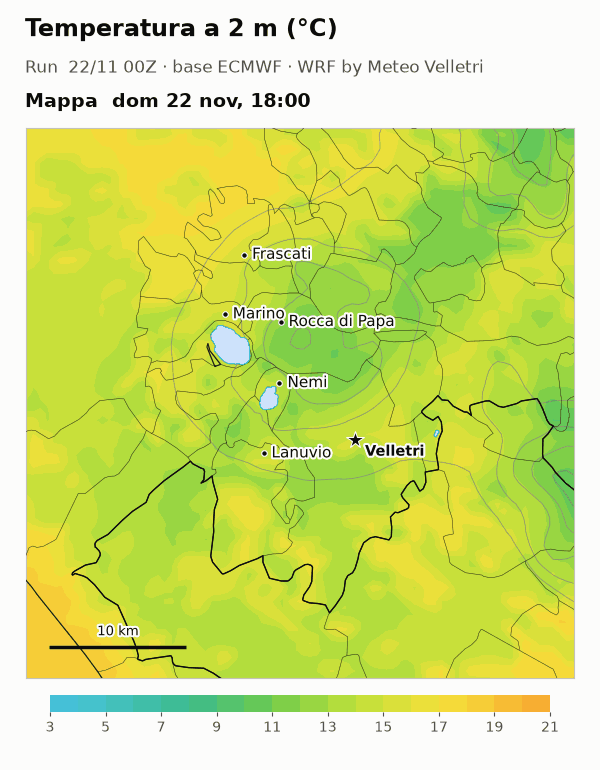 Temperatura a 2 m (°C)
Run  22/11 00Z · base ECMWF · WRF by Meteo Velletri
Mappa  dom 22 nov, 18:00
Frascati
Marino
Rocca di Papa
Nemi
Velletri
Lanuvio
10 km
3 5 7 9 11 13 15 17 19 21